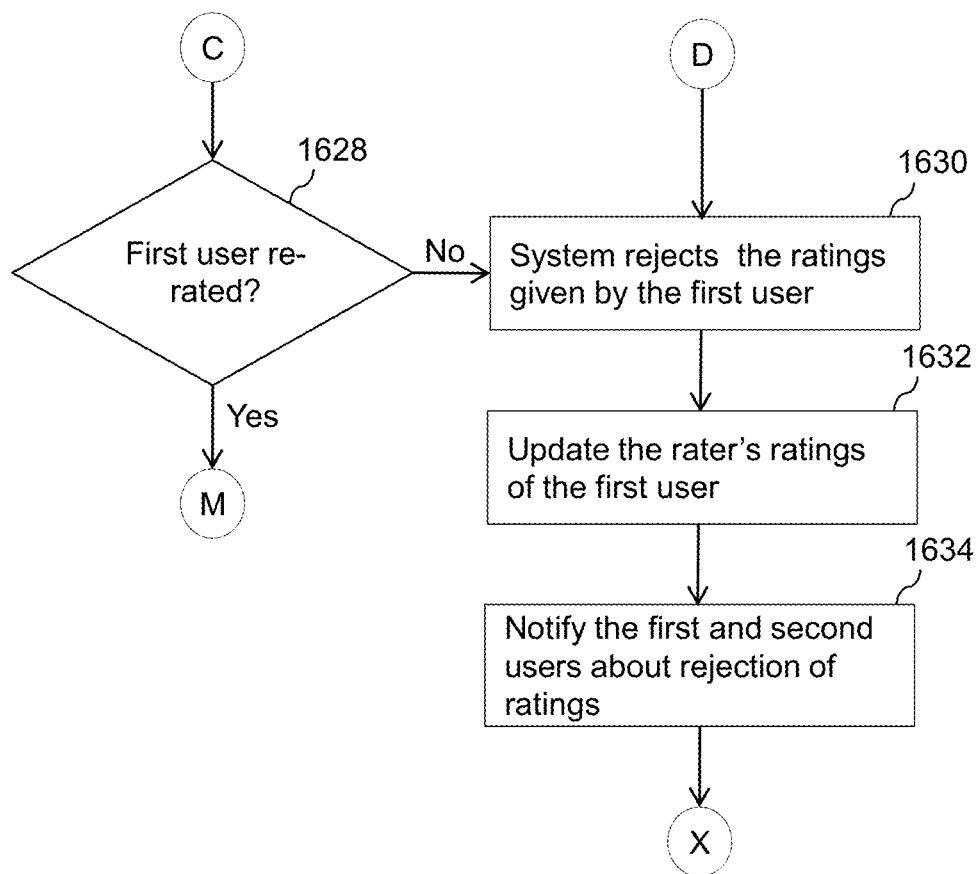 C
D
1628
1630
First user re-
rated?
No
System rejects the ratings
given by the first user
1632
Yes
Update the rater's ratings
of the first user
M
1634
Notify the first and second
users about rejection of
ratings
X